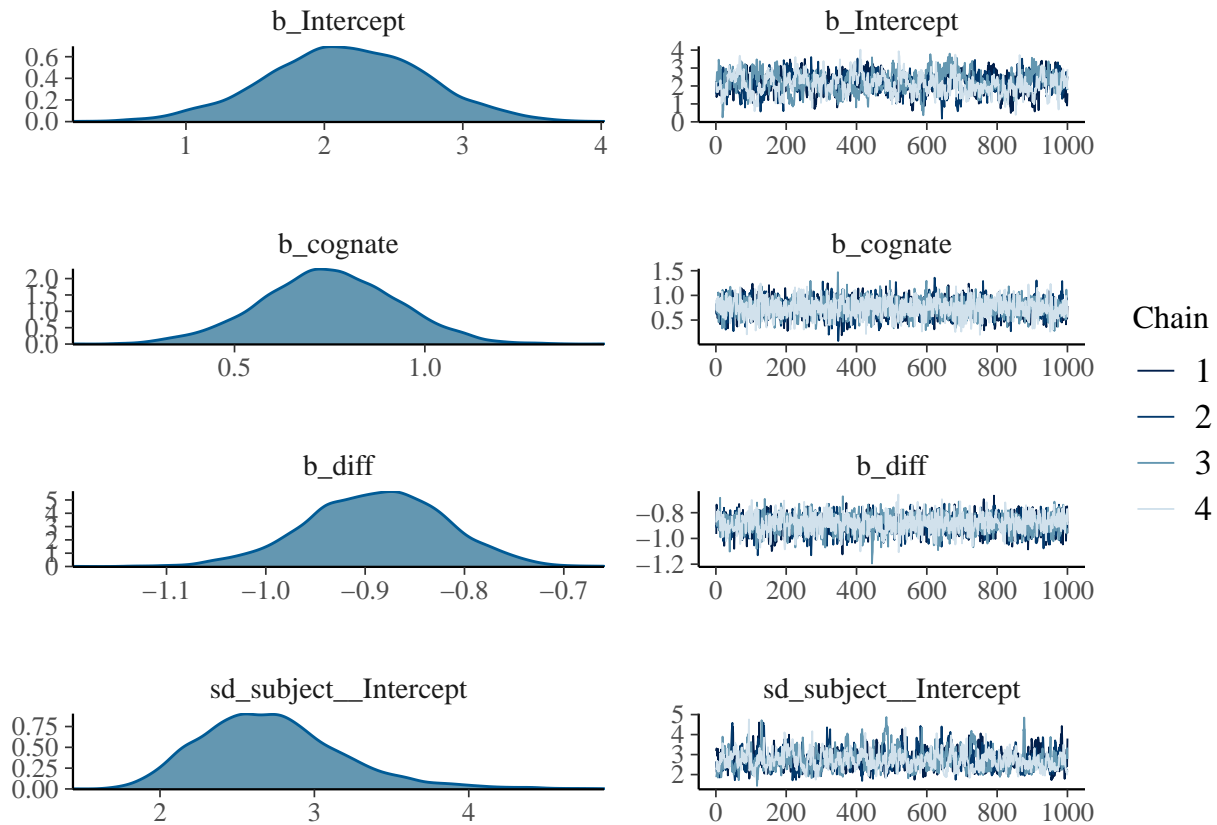 b_Intercept
0.6
0.4
0.2
0.0
1 2 3 4
b_Intercept
4
3
2
1
0
0 200 400 600 800 1000
b_cognate
2.0
1.5
1.0
0.5
0.0
0.5 1.0
b_cognate
1.5
1.0
0.5
0 200 400 600 800 1000
b_diff
5
4
3
2
1
0
−1.1 −1.0 −0.9 −0.8 −0.7
b_diff
−0.8
−1.0
−1.2
0 200 400 600 800 1000
sd_subject__Intercept
0.75
0.50
0.25
0.00
2 3 4
sd_subject__Intercept
5
4
3
2
0 200 400 600 800 1000
Chain
1
2
3
4